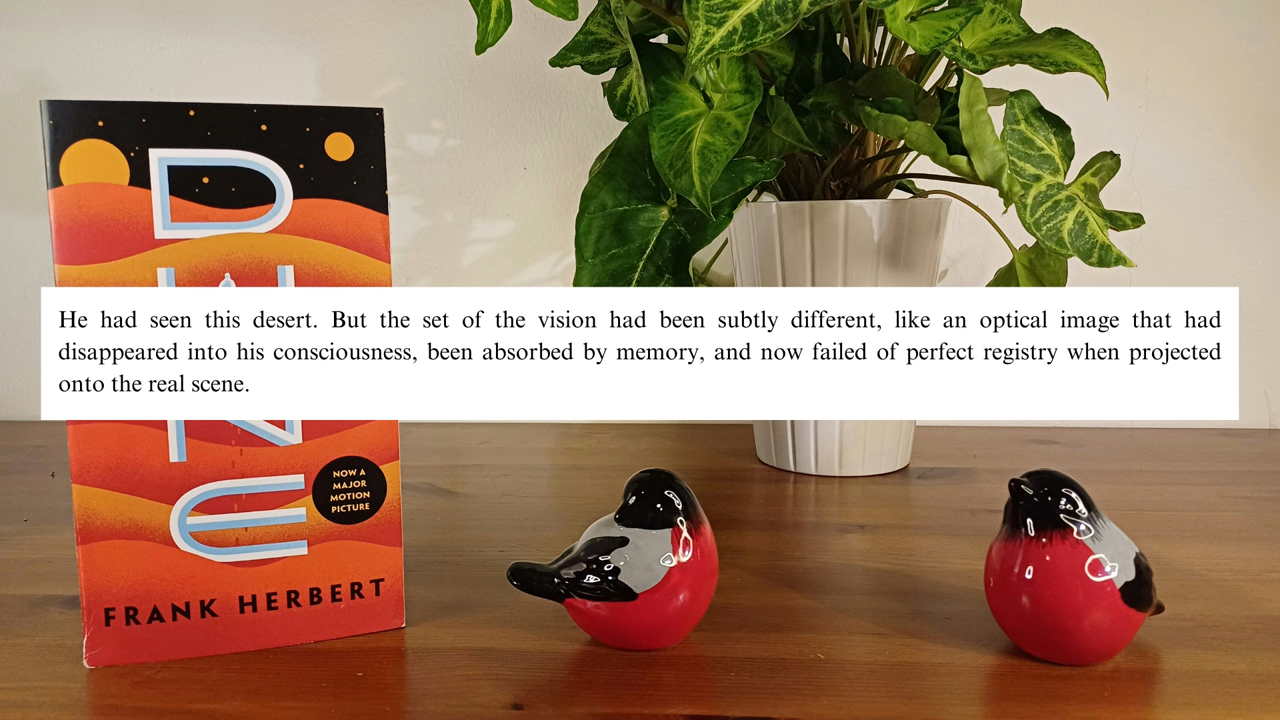 D
U
He had seen this desert. But the set of the vision had been subtly different, like an optical image that had
disappeared into his consciousness, been absorbed by memory, and now failed of perfect registry when projected
onto the real scene.
N
E
NOW A
MAJOR
MOTION
PICTURE
FRANK HERBERT